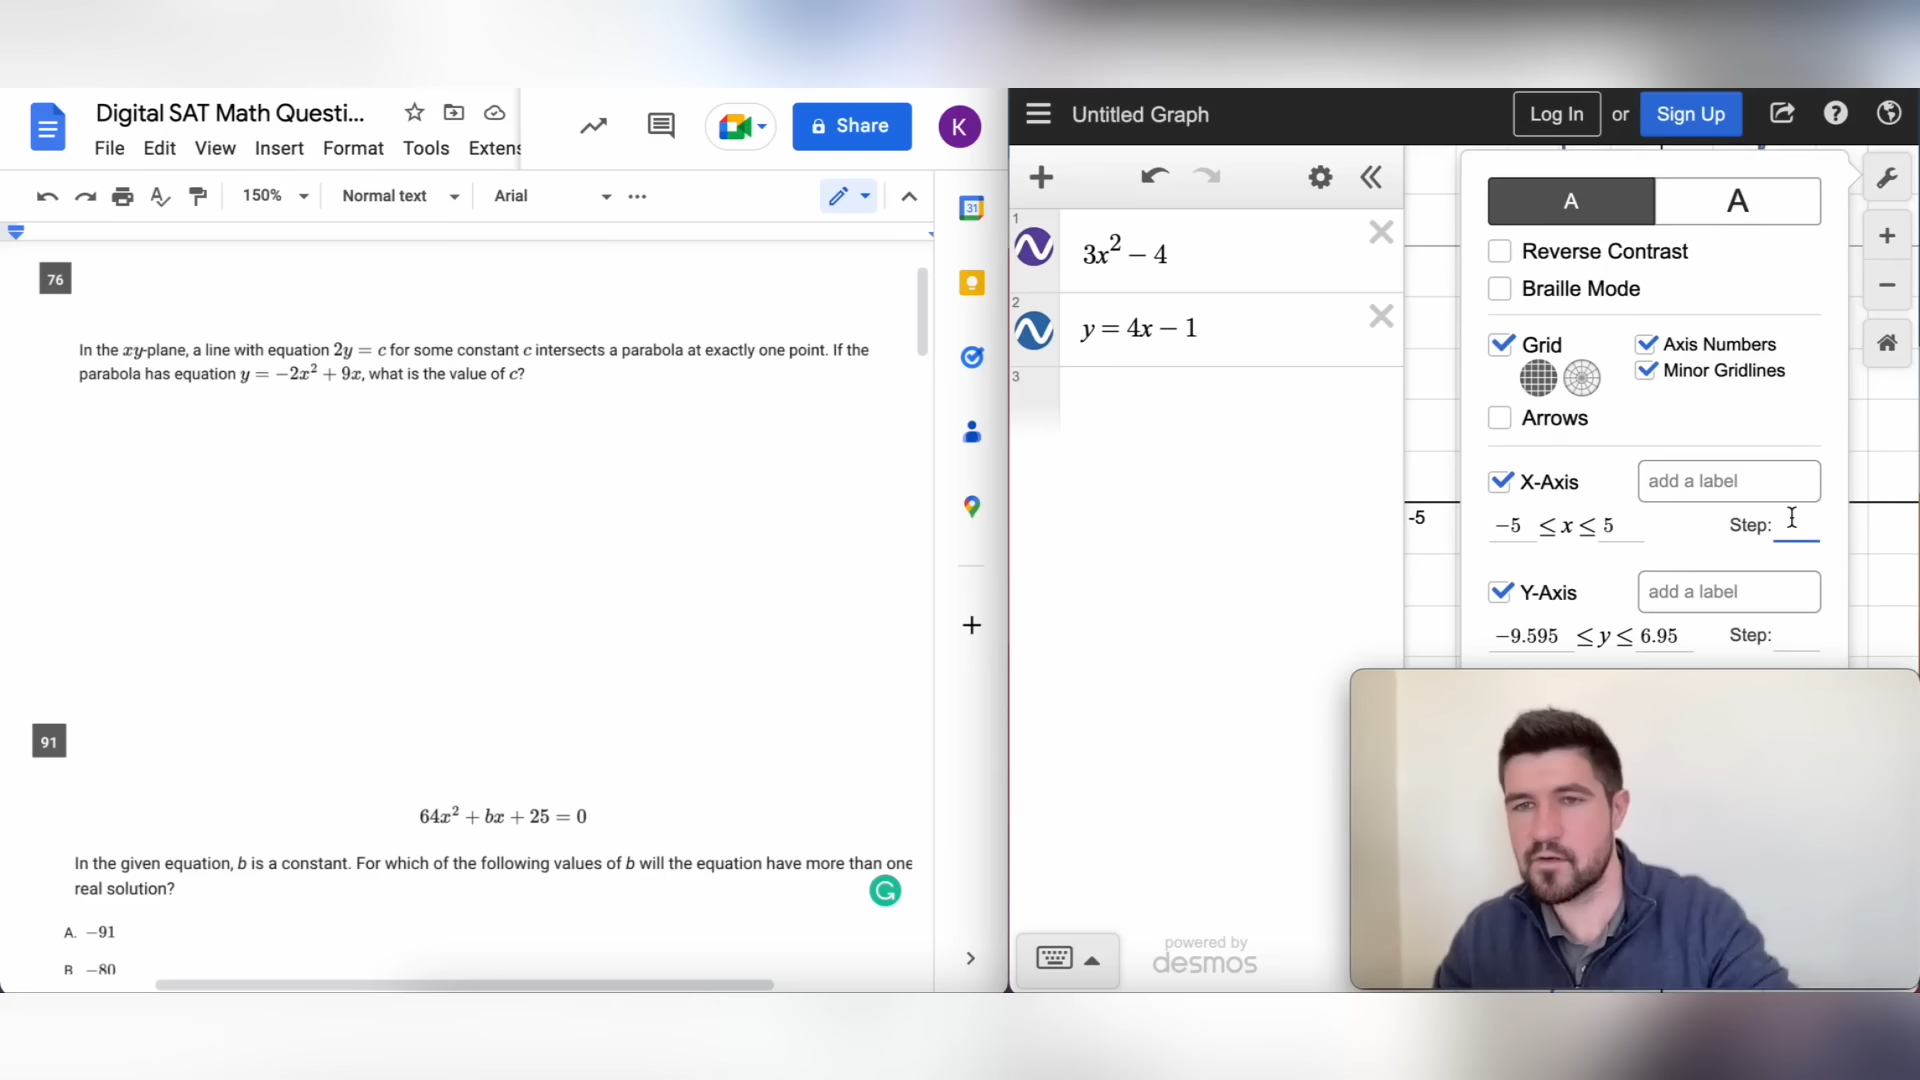 Digital SAT Math Questi...
File Edit View Insert Format Tools Extens
Share
K
150% Normal text Arial
31
76
In the xy-plane, a line with equation 2y = c for some constant c intersects a parabola at exactly one point. If the
parabola has equation y = −2x² + 9x, what is the value of c?
91
64x² + bx + 25 = 0
In the given equation, b is a constant. For which of the following values of b will the equation have more than one
real solution?
A. −91
B −80
Untitled Graph
Log In or Sign Up
1
3x² − 4
2
y = 4x − 1
3
powered by
desmos
A A
Reverse Contrast
Braille Mode
Grid Axis Numbers
Minor Gridlines
Arrows
X-Axis add a label
−5 ≤ x ≤ 5 Step:
Y-Axis add a label
−9.595 ≤ y ≤ 6.95 Step:
-5